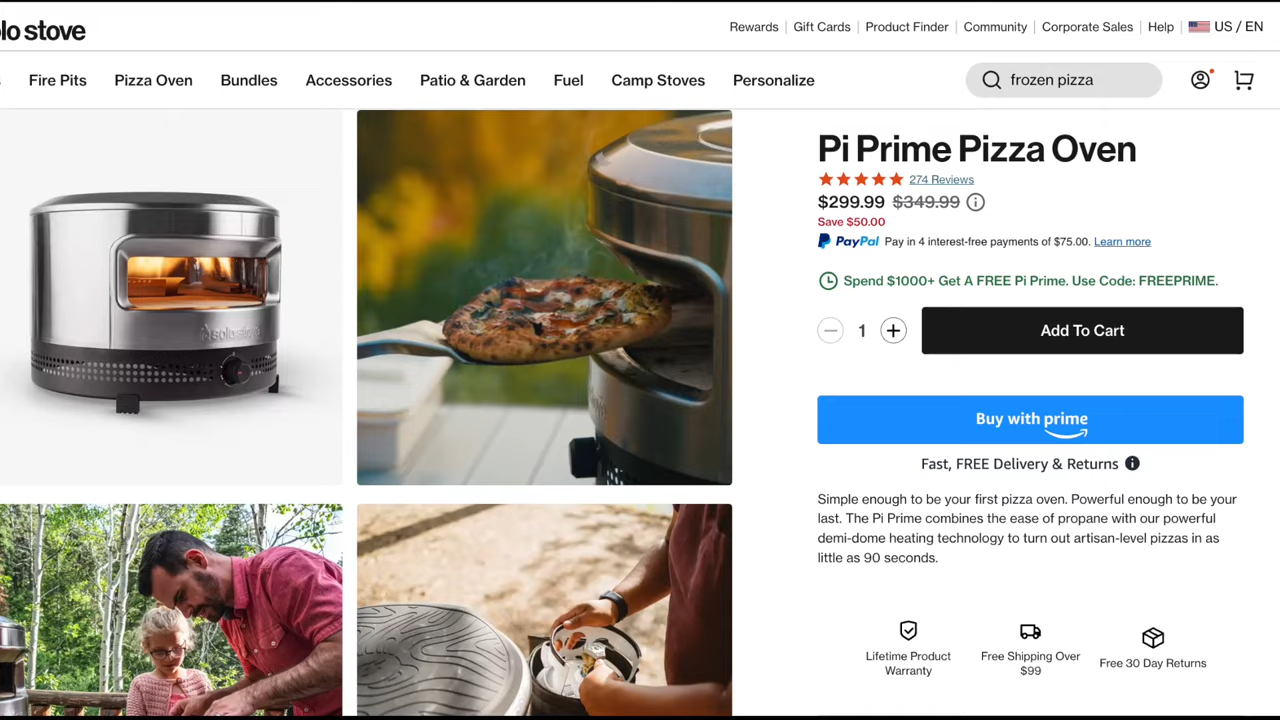 lo stove
Rewards
Gift Cards
Product Finder
Community
Corporate Sales
Help
US / EN
Fire Pits
Pizza Oven
Bundles
Accessories
Patio & Garden
Fuel
Camp Stoves
Personalize
frozen pizza
Pi Prime Pizza Oven
274 Reviews
$299.99 $349.99
Save $50.00
PayPal Pay in 4 interest-free payments of $75.00. Learn more
Spend $1000+ Get A FREE Pi Prime. Use Code: FREEPRIME.
1
Add To Cart
Buy with prime
Fast, FREE Delivery & Returns
Simple enough to be your first pizza oven. Powerful enough to be your
last. The Pi Prime combines the ease of propane with our powerful
demi-dome heating technology to turn out artisan-level pizzas in as
little as 90 seconds.
Lifetime Product
Warranty
Free Shipping Over
$99
Free 30 Day Returns